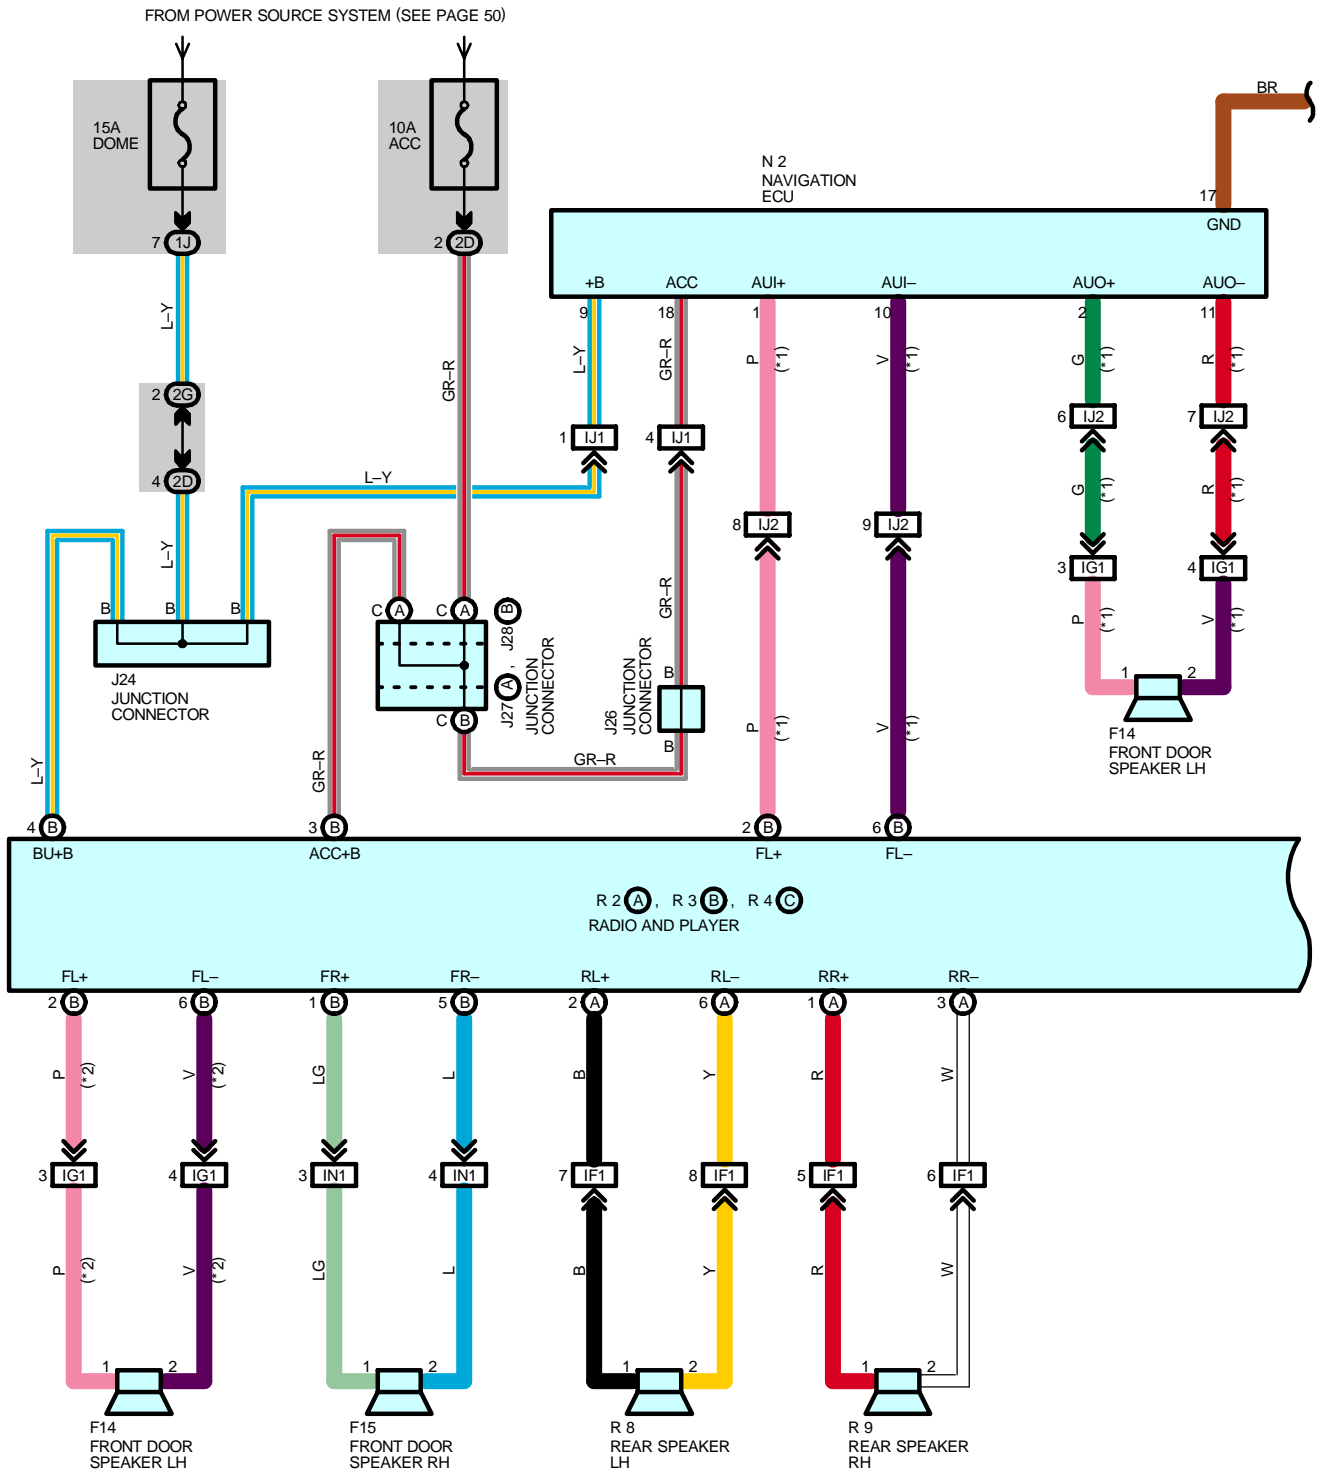 FROM POWER SOURCE SYSTEM (SEE PAGE 50)
15A
DOME
10A
ACC
BR
N 2
NAVIGATION
ECU
17
GND
7 1J
2 2D
+B ACC AUI+ AUI– AUO+ AUO–
9 18 1 10 2 11
L–Y
GR–R
L–Y
GR–R
P
(*1)
V
(*1)
G
(*1)
R
(*1)
2 2G
6 IJ2
7 IJ2
1 IJ1
4 IJ1
4 2D
L–Y
G
(*1)
R
(*1)
8 IJ2
9 IJ2
L–Y
3 IG1
4 IG1
GR–R
P
(*1)
V
(*1)
B B B
C A C A
J28 B
J27 A ,
JUNCTION
CONNECTOR
C B
J24
JUNCTION
CONNECTOR
B
J26
JUNCTION
CONNECTOR
B
1 2
F14
FRONT DOOR
SPEAKER LH
L–Y
GR–R
GR–R
P
(*1)
V
(*1)
4 B 3 B 2 B 6 B
BU+B ACC+B FL+ FL–
R 2 A , R 3 B , R 4 C
RADIO AND PLAYER
FL+ FL– FR+ FR– RL+ RL– RR+ RR–
2 B 6 B 1 B 5 B 2 A 6 A 1 A 3 A
P
(*2)
V
(*2)
LG
L
B
Y
R
W
3 IG1 4 IG1 3 IN1 4 IN1 7 IF1 8 IF1 5 IF1 6 IF1
P
(*2)
V
(*2)
LG
L
B
Y
R
W
1 2 1 2 1 2 1 2
F14
FRONT DOOR
SPEAKER LH
F15
FRONT DOOR
SPEAKER RH
R 8
REAR SPEAKER
LH
R 9
REAR SPEAKER
RH